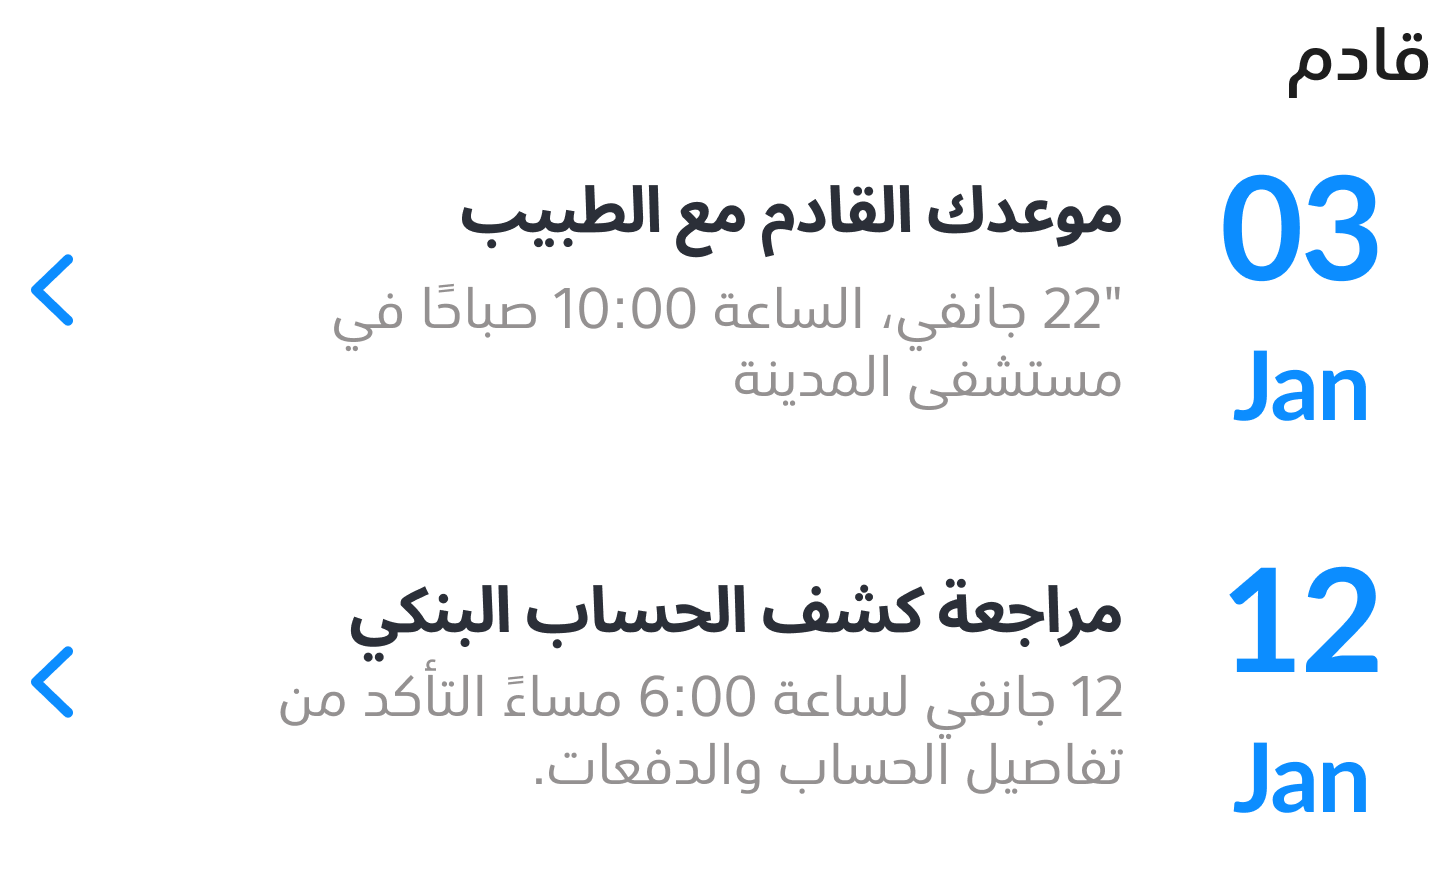 قادم
03
Jan
موعدك القادم مع الطبيب
"22 جانفي، الساعة 10:00 صباحًا في
مستشفى المدينة
12
Jan
مراجعة كشف الحساب البنكي
12 جانفي لساعة 6:00 مساءً التأكد من
تفاصيل الحساب والدفعات.